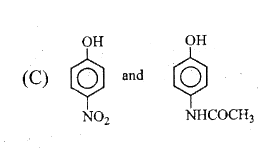 OH OH
(C) and
NO₂ NHCOCH₃